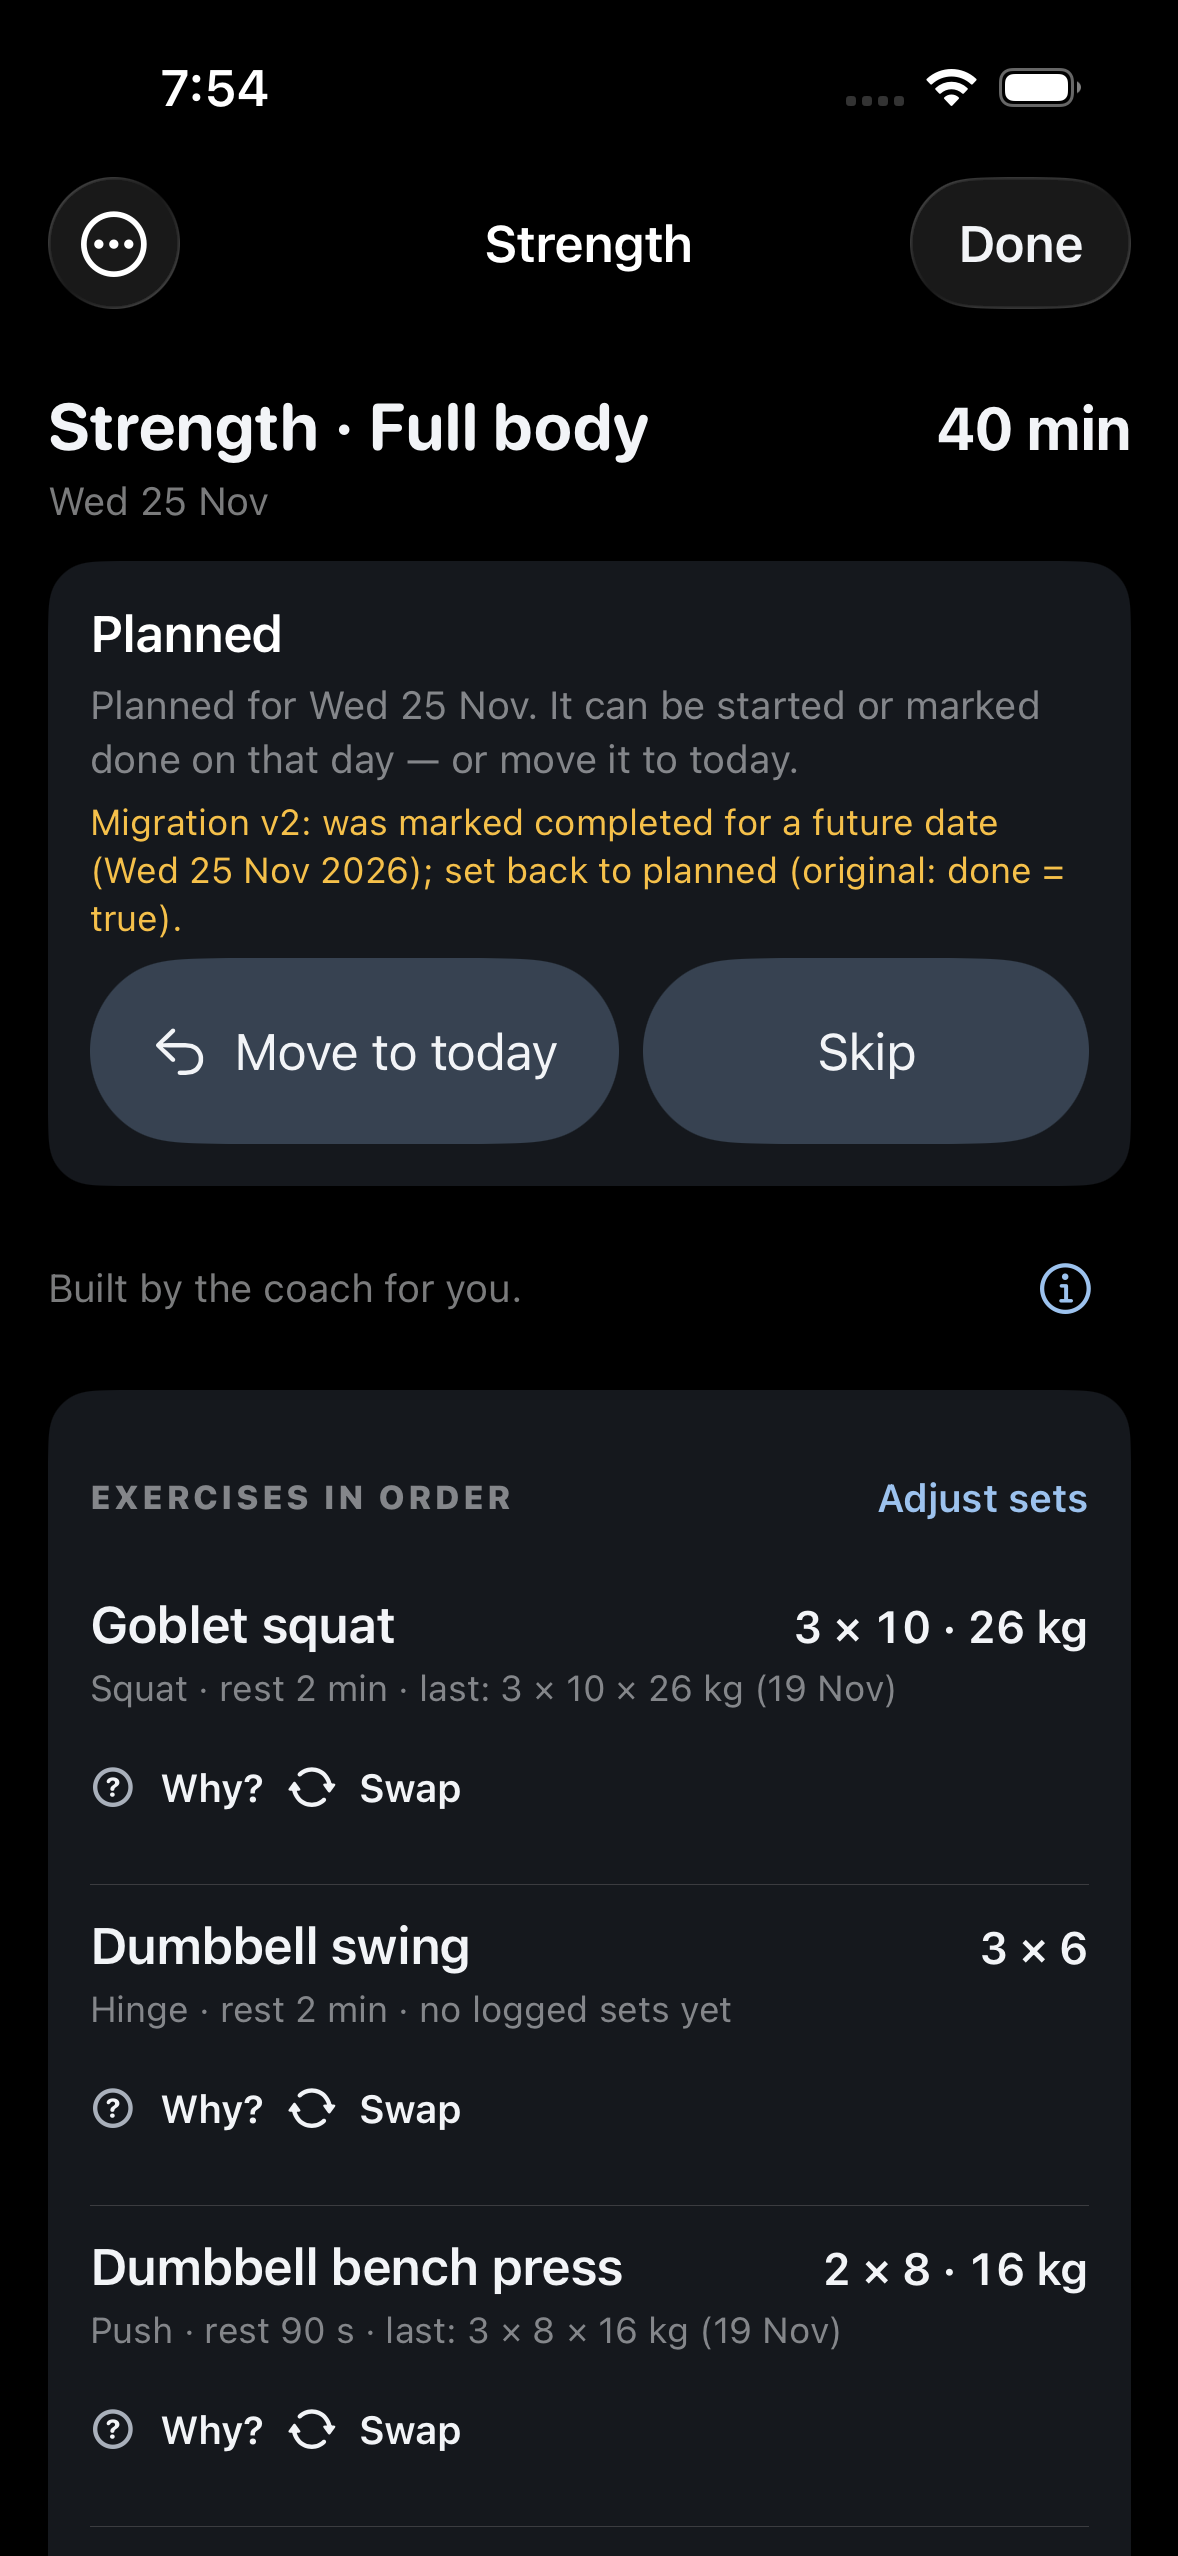 7:54
Strength
Done
Strength · Full body
40 min
Wed 25 Nov
Planned
Planned for Wed 25 Nov. It can be started or marked
done on that day — or move it to today.
Migration v2: was marked completed for a future date
(Wed 25 Nov 2026); set back to planned (original: done =
true).
Move to today
Skip
Built by the coach for you.
EXERCISES IN ORDER
Adjust sets
Goblet squat
3 × 10 · 26 kg
Squat · rest 2 min · last: 3 × 10 × 26 kg (19 Nov)
Why? Swap
Dumbbell swing
3 × 6
Hinge · rest 2 min · no logged sets yet
Why? Swap
Dumbbell bench press
2 × 8 · 16 kg
Push · rest 90 s · last: 3 × 8 × 16 kg (19 Nov)
Why? Swap